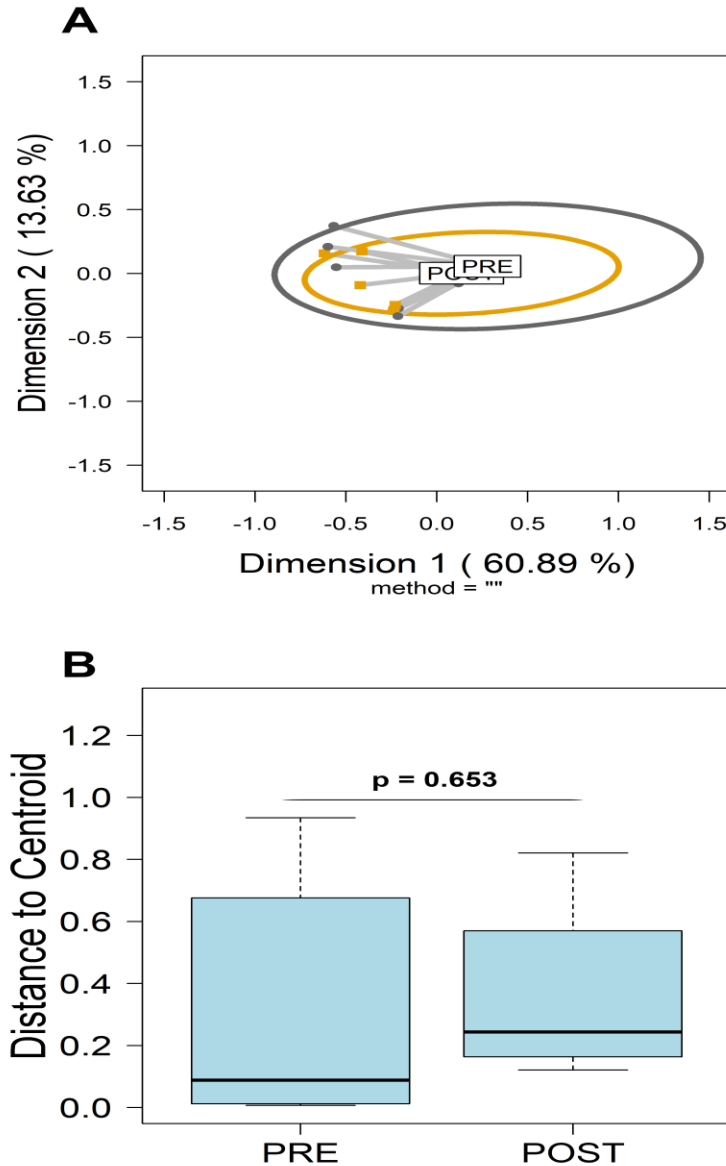 A
1.5
1.0
0.5
0.0
-0.5
-1.0
-1.5
Dimension 2 ( 13.63 %)
POST
PRE
-1.5 -1.0 -0.5 0.0 0.5 1.0 1.5
Dimension 1 ( 60.89 %)
method = ""
B
1.2
1.0
0.8
0.6
0.4
0.2
0.0
Distance to Centroid
p = 0.653
PRE POST